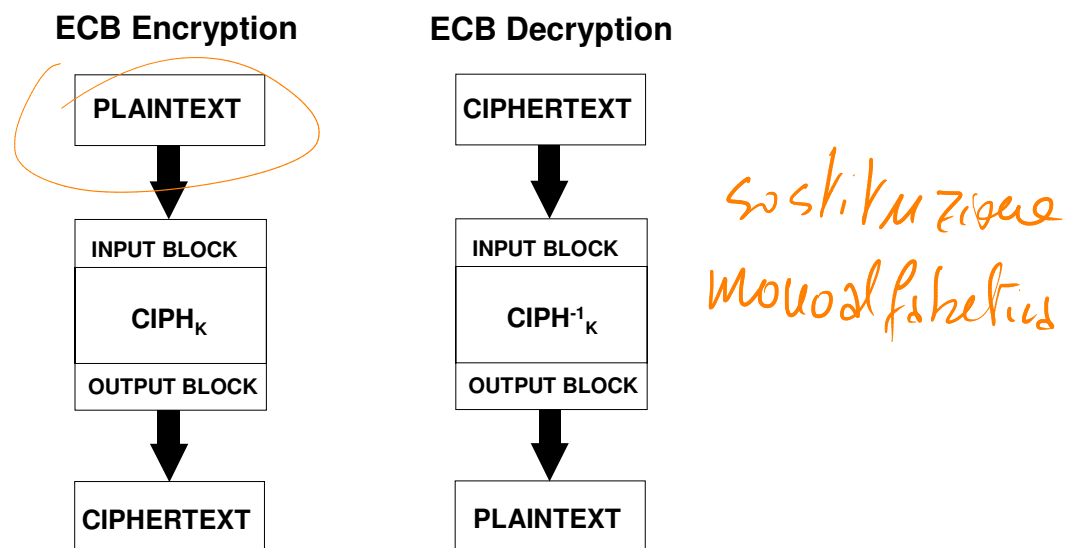 ECB Encryption
ECB Decryption
PLAINTEXT
CIPHERTEXT
INPUT BLOCK
INPUT BLOCK
CIPHK
CIPH-1K
OUTPUT BLOCK
OUTPUT BLOCK
CIPHERTEXT
PLAINTEXT
sostituzione
monoalfabetica